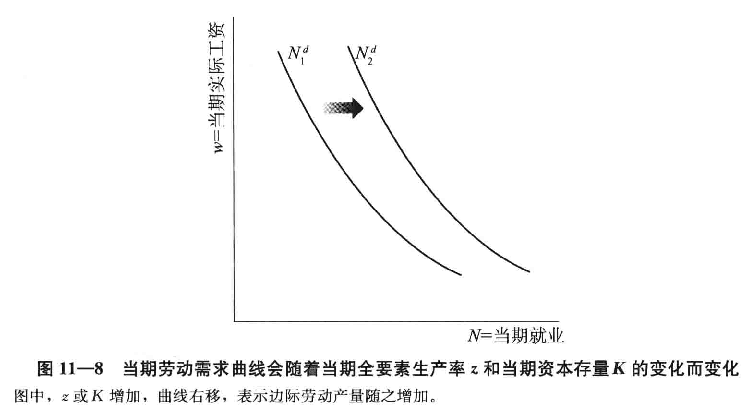 w=当期实际工资
N₁ᵈ
N₂ᵈ
N=当期就业
图 11—8 当期劳动需求曲线会随着当期全要素生产率 z 和当期资本存量 K 的变化而变化
图中，z 或 K 增加，曲线右移，表示边际劳动产量随之增加。